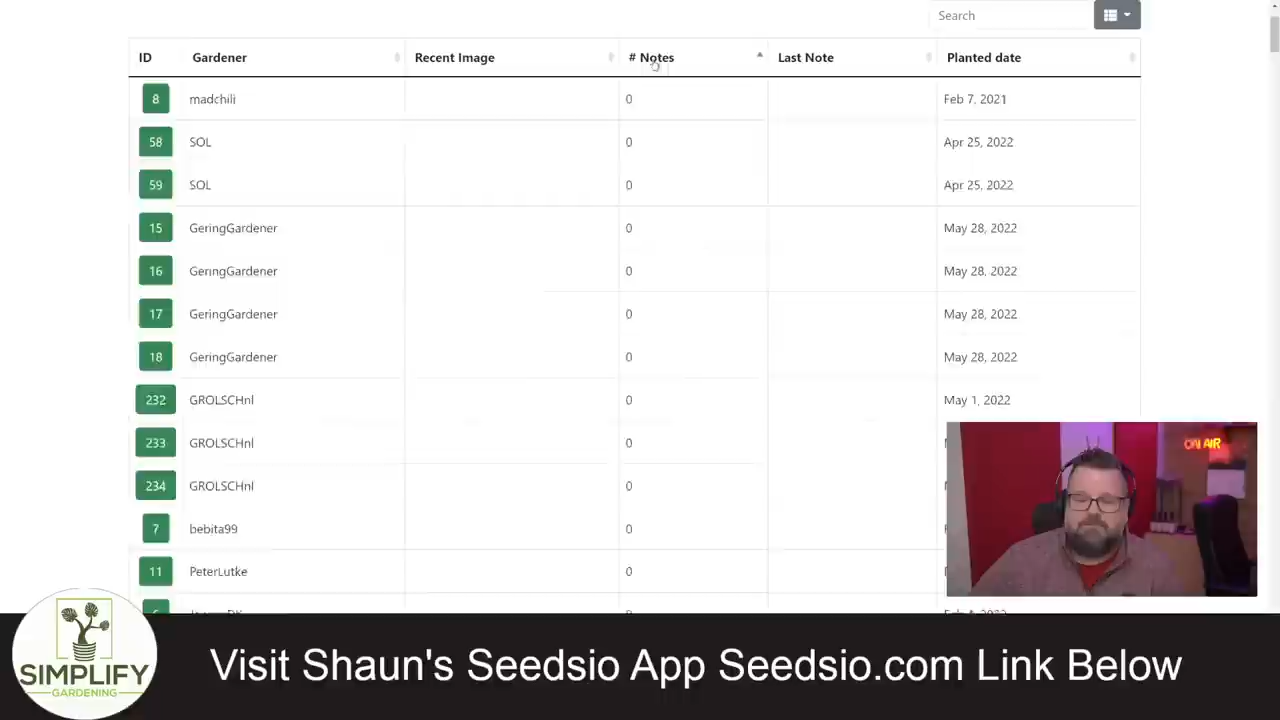 Search
ID Gardener Recent Image # Notes Last Note Planted date
8 madchili 0 Feb 7, 2021
58 SOL 0 Apr 25, 2022
59 SOL 0 Apr 25, 2022
15 GeringGardener 0 May 28, 2022
16 GeringGardener 0 May 28, 2022
17 GeringGardener 0 May 28, 2022
18 GeringGardener 0 May 28, 2022
232 GROLSCHnl 0 May 1, 2022
233 GROLSCHnl 0
234 GROLSCHnl 0
7 bebita99 0
11 PeterLutke 0
ON AIR
SIMPLIFY
GARDENING
Visit Shaun's Seedsio App Seedsio.com Link Below